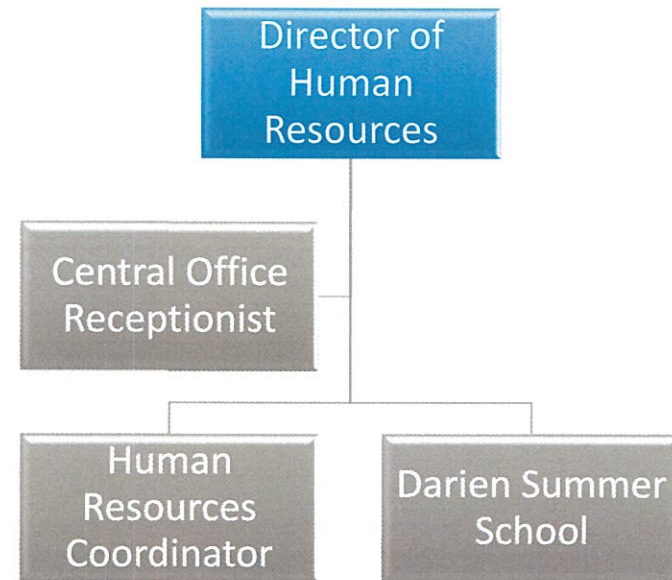 Director of
Human
Resources
Central Office
Receptionist
Human
Resources
Coordinator
Darien Summer
School